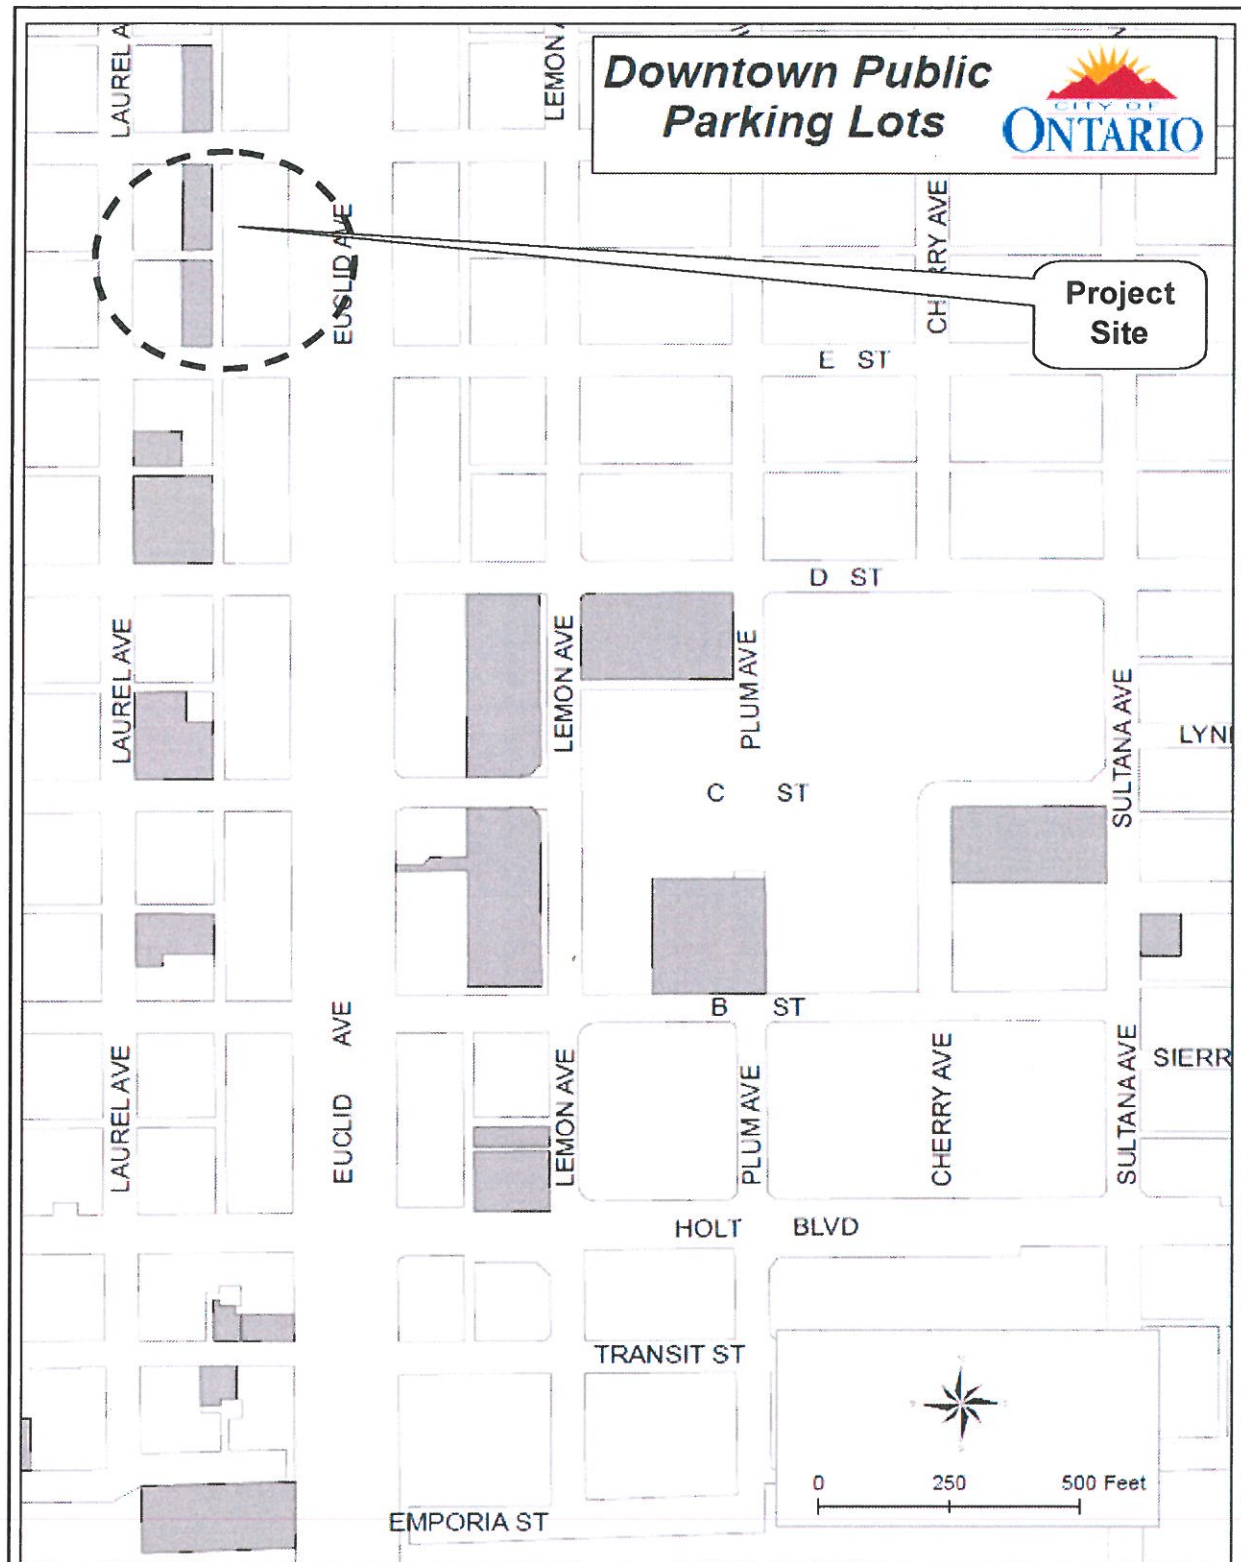 LAUREL A
LEMON A
Downtown Public
Parking Lots
CITY OF
ONTARIO
EUCLID AVE
CHERRY AVE
Project
Site
E ST
D ST
LAUREL AVE
LEMON AVE
PLUM AVE
SULTANA AVE
LYN
C ST
B ST
EUCLID AVE
LAUREL AVE
LEMON AVE
PLUM AVE
CHERRY AVE
SULTANA AVE
SIERR
HOLT BLVD
TRANSIT ST
0 250 500 Feet
EMPORIA ST